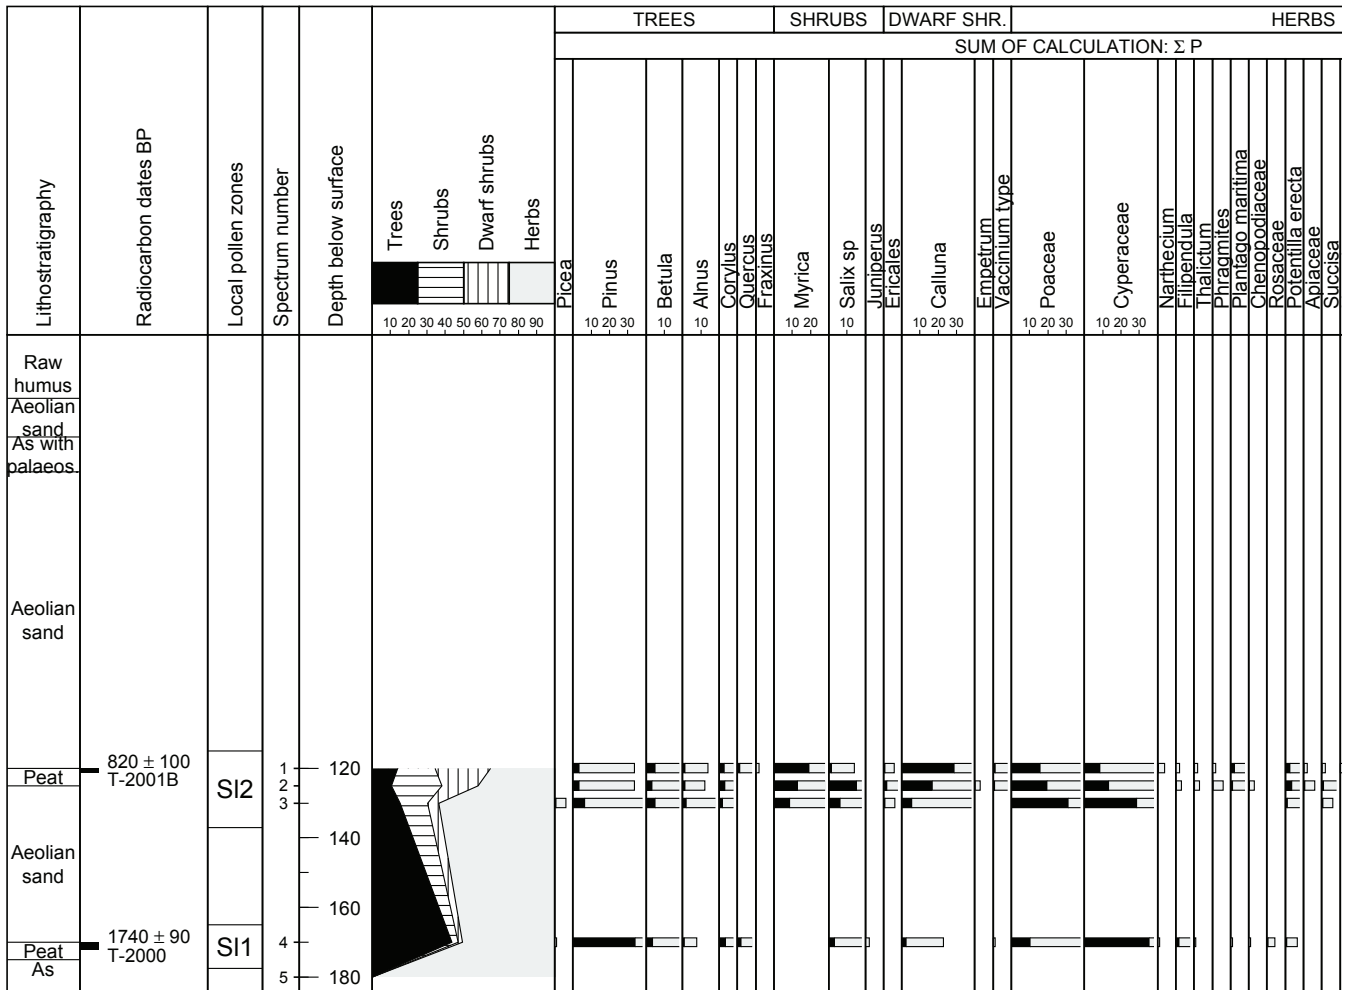 TREES SHRUBS DWARF SHR. HERBS
SUM OF CALCULATION: Σ P
Lithostratigraphy
Radiocarbon dates BP
Local pollen zones
Spectrum number
Depth below surface
Trees
Shrubs
Dwarf shrubs
Herbs
Picea
Pinus
Betula
Alnus
Corylus
Quercus
Fraxinus
Myrica
Salix sp
Juniperus
Ericales
Calluna
Empetrum
Vaccinium type
Poaceae
Cyperaceae
Narthecium
Filipendula
Thalictum
Phragmites
Plantago maritima
Chenopodiaceae
Rosaceae
Potentilla erecta
Apiaceae
Succisa
10 20 30 40 50 60 70 80 90 10 20 30 10 10 10 20 10 10 20 30 10 20 30 10 20 30
Raw
humus
Aeolian
sand
As with
palaeos.
Aeolian
sand
820 ± 100
T-2001B
Peat
SI2
1 120
2
3
140
Aeolian
sand
160
1740 ± 90
T-2000
Peat
SI1
4
As
5 180